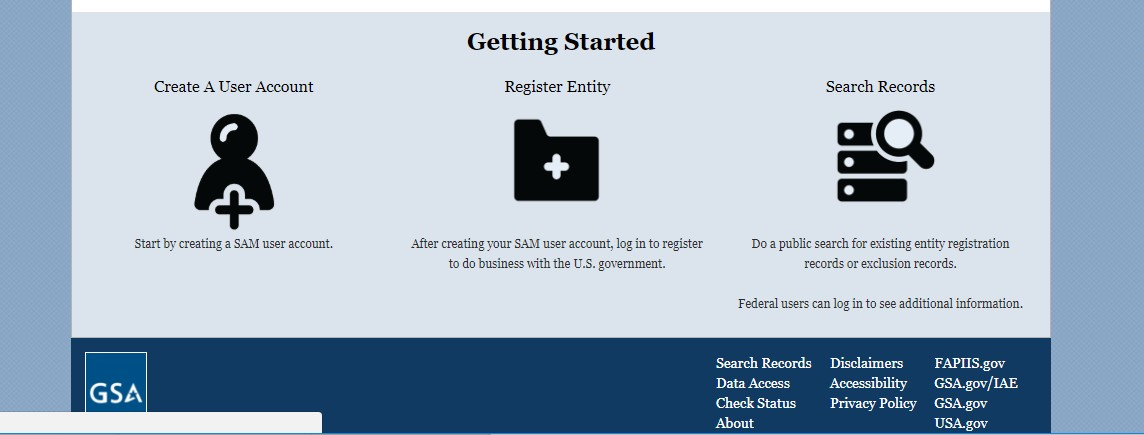 Getting Started
Create A User Account
Register Entity
Search Records
Start by creating a SAM user account.
After creating your SAM user account, log in to register
to do business with the U.S. government.
Do a public search for existing entity registration
records or exclusion records.
Federal users can log in to see additional information.
GSA
Search Records
Data Access
Check Status
About
Disclaimers
Accessibility
Privacy Policy
FAPIIS.gov
GSA.gov/IAE
GSA.gov
USA.gov